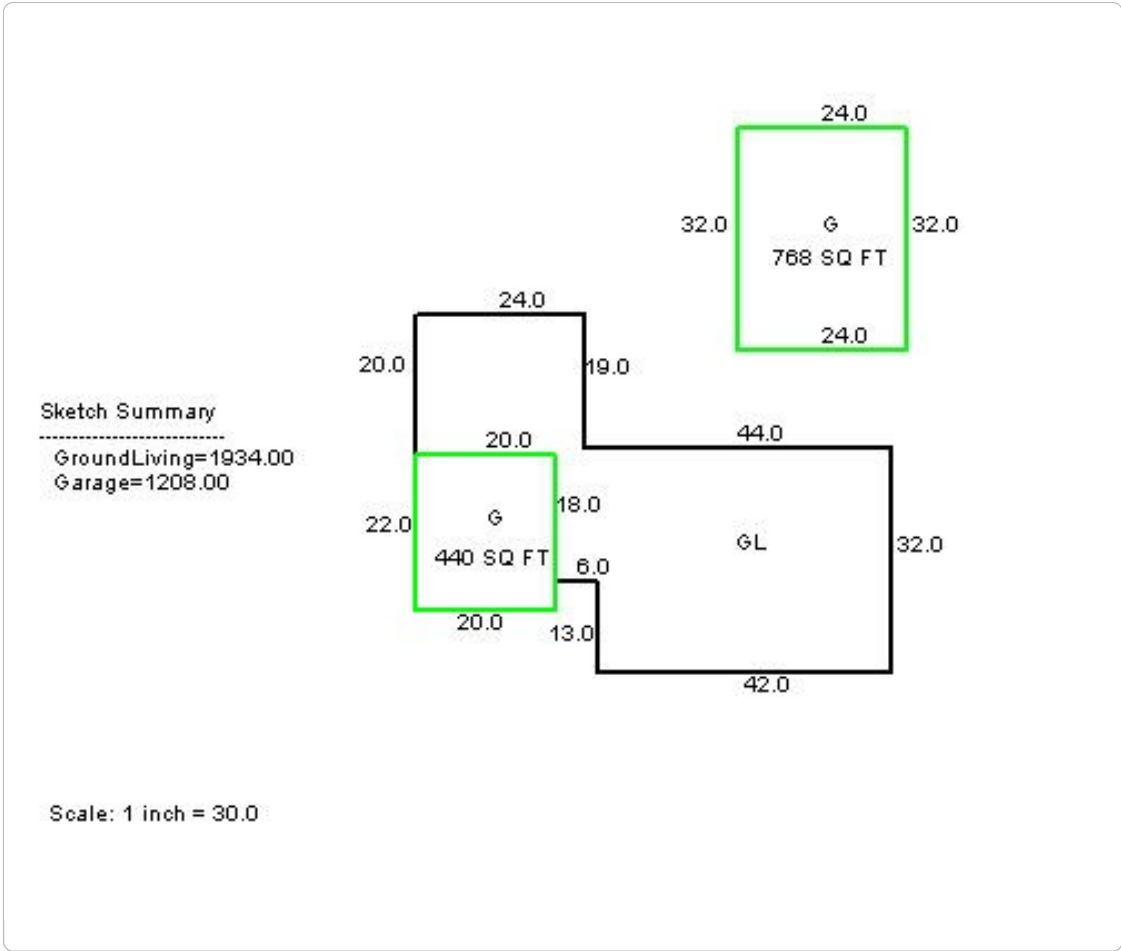 24.0
32.0
G
32.0
768 SQ FT
24.0
24.0
20.0
19.0
Sketch Summary
--------------------------
GroundLiving=1934.00
Garage=1208.00
20.0
44.0
22.0
G
18.0
440 SQ FT
GL
32.0
6.0
20.0
13.0
42.0
Scale: 1 inch = 30.0